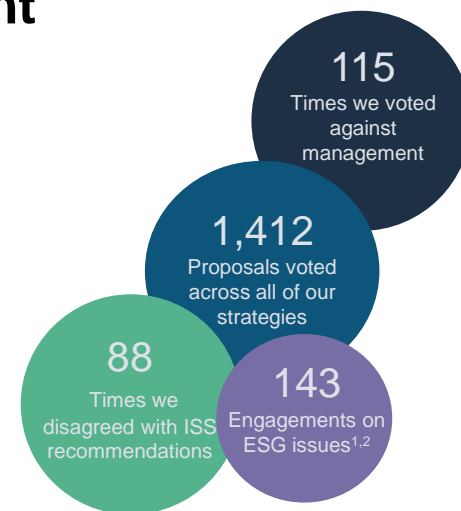 115
Times we voted
against
management
1,412
Proposals voted
across all of our
strategies
88
Times we
disagreed with ISS
recommendations
143
Engagements on
ESG issues1,2